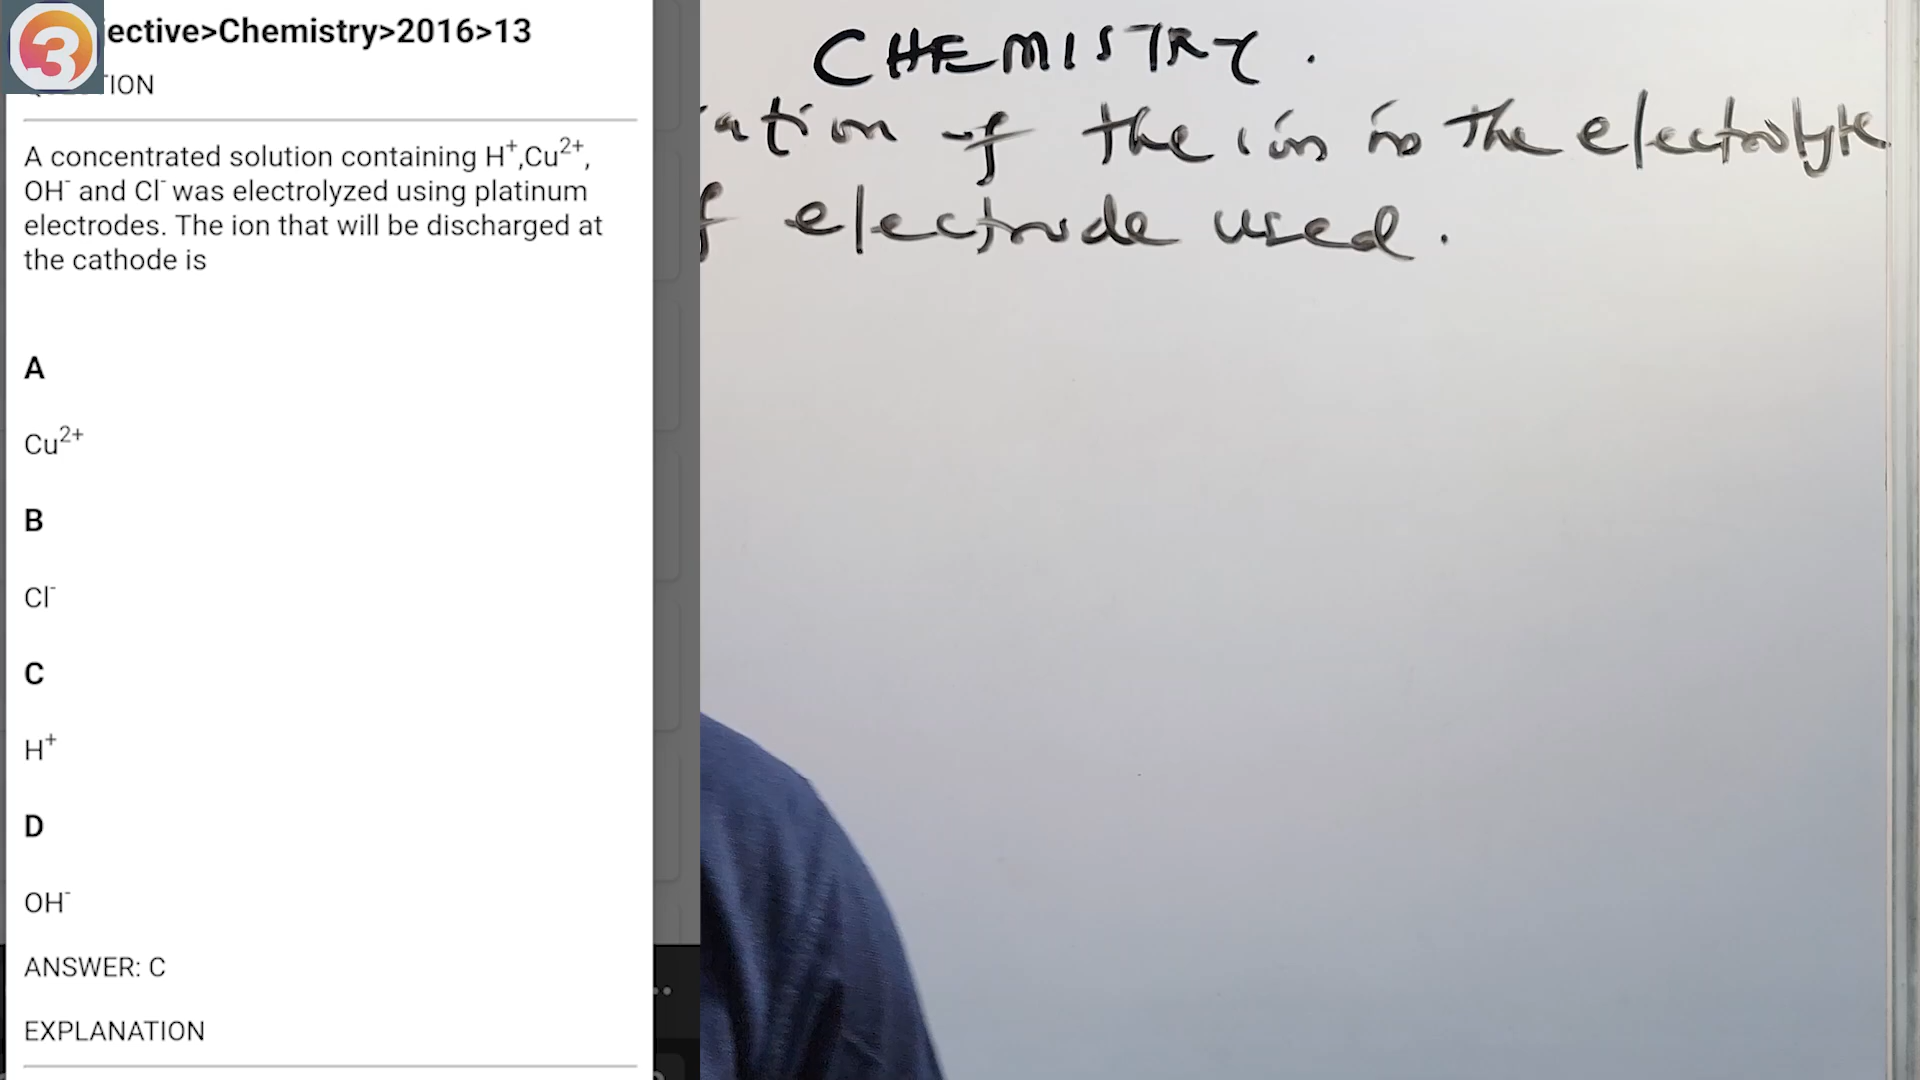 ective>Chemistry>2016>13
ION
A concentrated solution containing H⁺,Cu²⁺,
OH⁻ and Cl⁻ was electrolyzed using platinum
electrodes. The ion that will be discharged at
the cathode is
A
Cu²⁺
B
Cl⁻
C
H⁺
D
OH⁻
ANSWER: C
EXPLANATION
3
CHEMISTRY.
ation of the ion in the electrolyte
f electrode used.